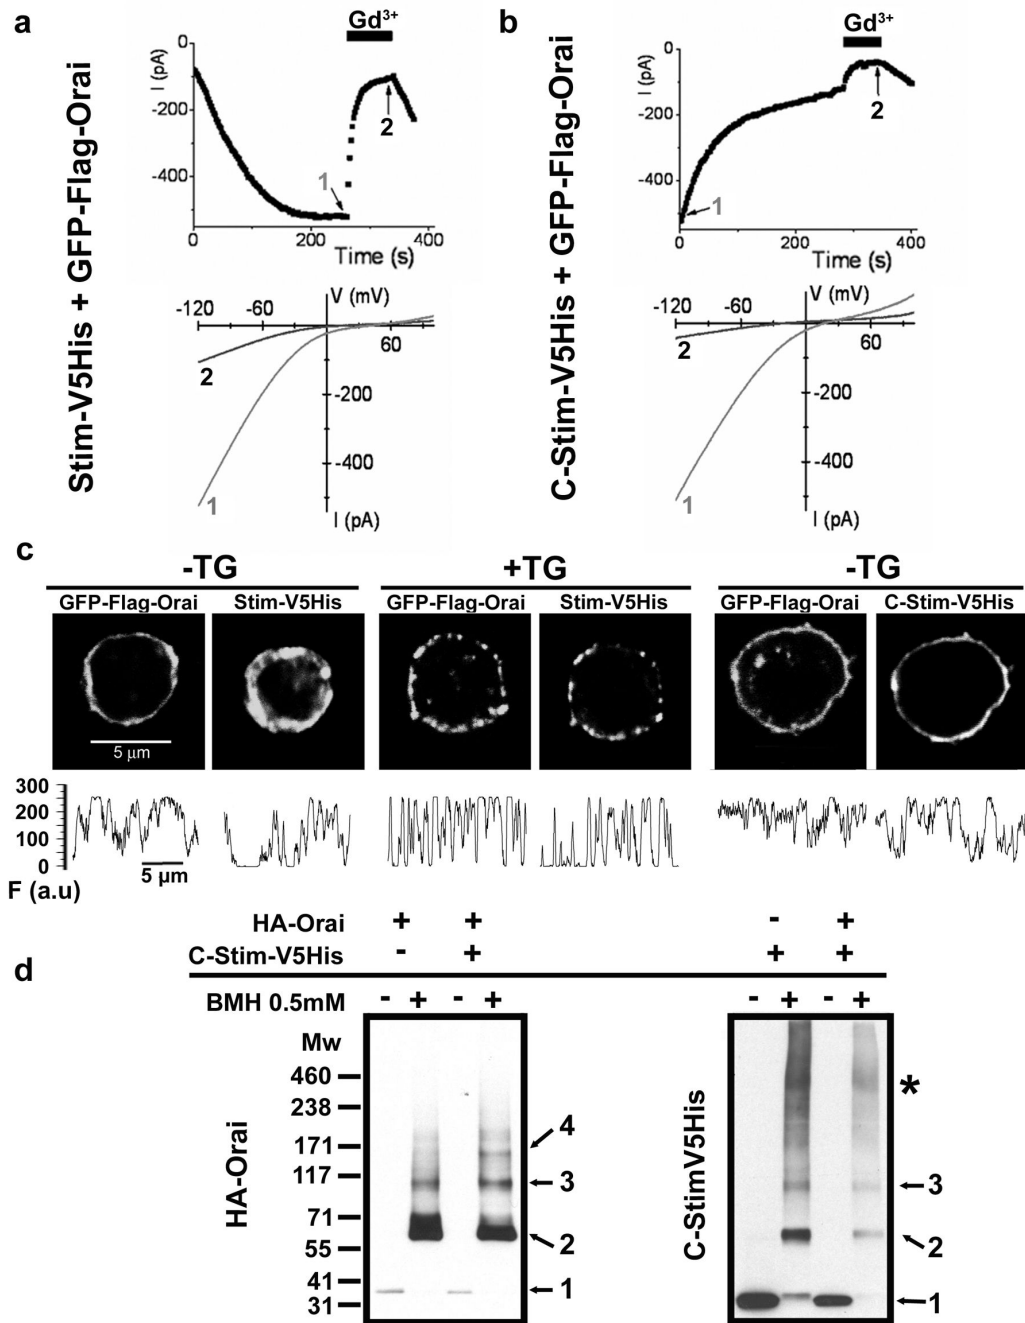 a
Stim-V5His + GFP-Flag-Orai
Gd³⁺
I (pA)
0
-200
-400
1
2
0 200 400
Time (s)
V (mV)
-120 -60 60
2
-200
-400
1
I (pA)
b
C-Stim-V5His + GFP-Flag-Orai
Gd³⁺
I (pA)
0
-200
-400
1
2
0 200 400
Time (s)
V (mV)
-120 -60 60
2
-200
-400
1
I (pA)
c
-TG +TG -TG
GFP-Flag-Orai Stim-V5His GFP-Flag-Orai Stim-V5His GFP-Flag-Orai C-Stim-V5His
5 μm
300
200
100
0
5 μm
F (a.u)
d
HA-Orai + + - +
C-Stim-V5His - + + +
BMH 0.5mM - + - + - + - +
Mw
460
238
171
117
71
55
41
31
HA-Orai
4
3
2
1
C-StimV5His
*
3
2
1